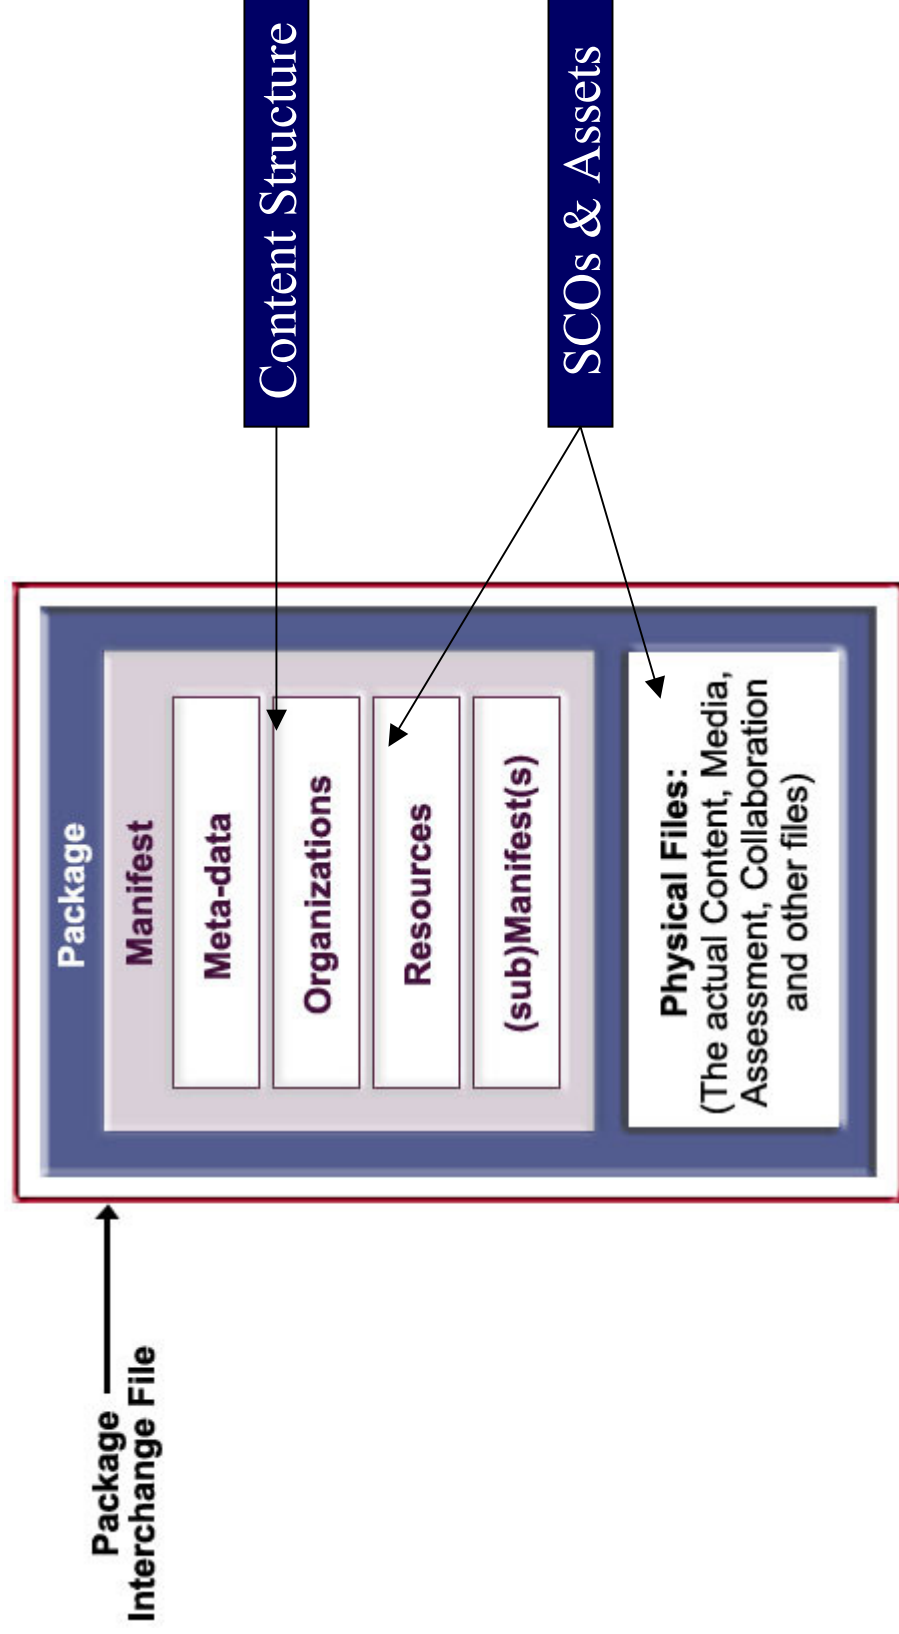 Package
Interchange File
Package
Manifest
Meta-data
Organizations
Resources
(sub)Manifest(s)
Physical Files:
(The actual Content, Media,
Assessment, Collaboration
and other files)
Content Structure
SCOs & Assets